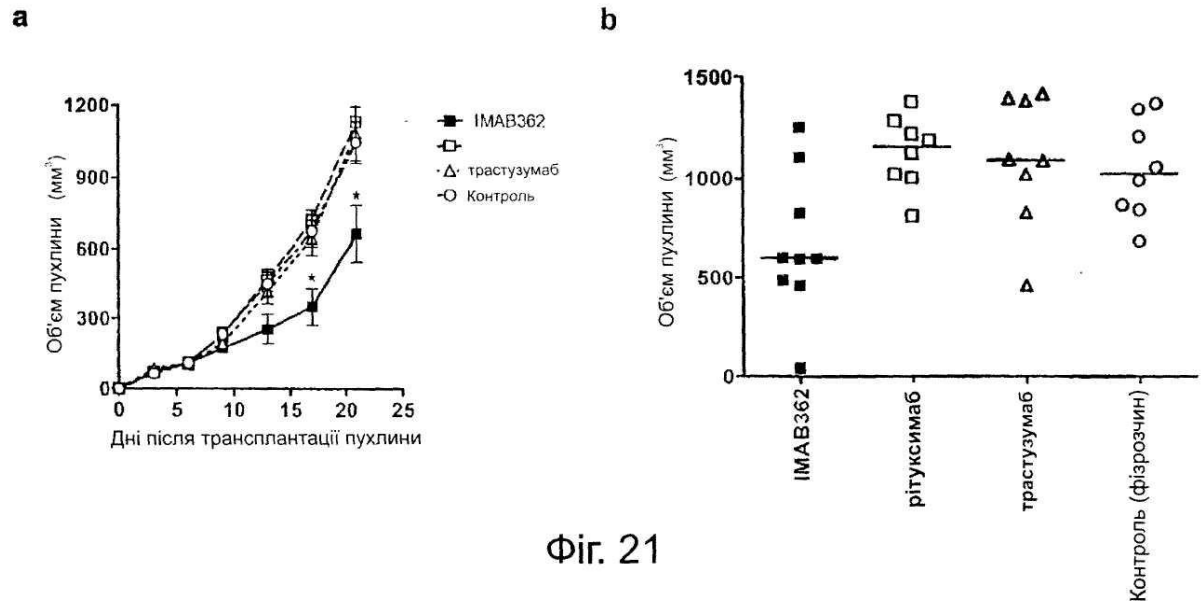 a
1200
900
600
300
0
Об'єм пухлини (мм³)
0 5 10 15 20 25
Дні після трансплантації пухлини
* *
IMAB362
трастузумаб
Контроль
b
1500
1000
500
0
Об'єм пухлини (мм³)
IMAB362
рітуксимаб
трастузумаб
Контроль (фізрозчин)
Фіг. 21